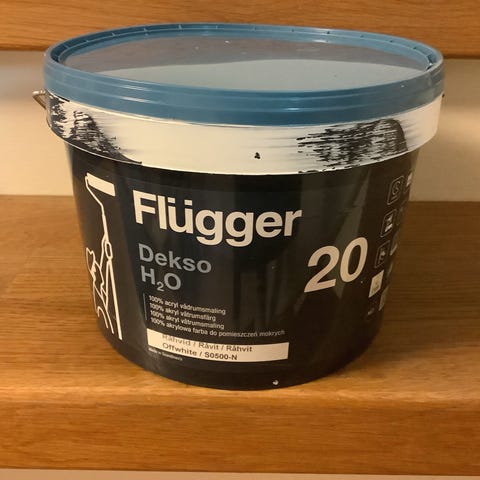 Flügger
Dekso
H₂O
20
100% acryl vådrumsmaling
100% akryl våtrumsfärg
100% akryl våtrumsmaling
100% akrylowa farba do pomieszczeń mokrych
Råhvid / Råvit / Råhvit
Offwhite / S0500-N